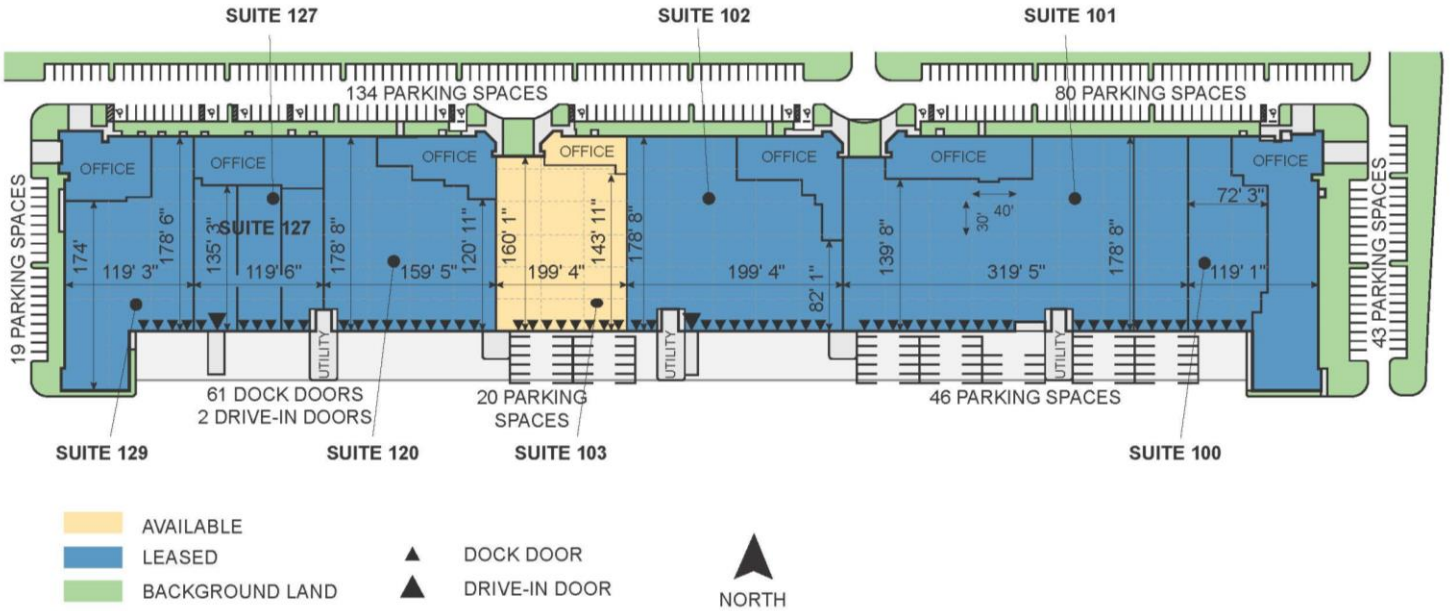 SUITE 127
SUITE 102
SUITE 101
134 PARKING SPACES
80 PARKING SPACES
OFFICE
OFFICE
OFFICE
OFFICE
OFFICE
OFFICE
OFFICE
19 PARKING SPACES
174'
119' 3"
178' 6"
135' 3"
SUITE 127
119' 6"
178' 8"
159' 5"
120' 11"
160' 1"
199' 4"
143' 11"
178' 8"
199' 4"
82' 1"
139' 8"
30'
40'
319' 5"
178' 8"
72' 3"
119' 1"
43 PARKING SPACES
UTILITY
UTILITY
UTILITY
61 DOCK DOORS
2 DRIVE-IN DOORS
20 PARKING
SPACES
46 PARKING SPACES
SUITE 129
SUITE 120
SUITE 103
SUITE 100
AVAILABLE
LEASED
BACKGROUND LAND
DOCK DOOR
DRIVE-IN DOOR
NORTH